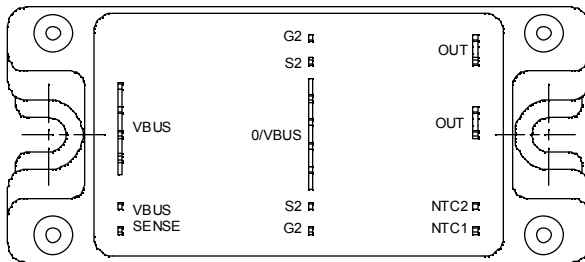 G2
S2
OUT
VBUS
0/VBUS
OUT
VBUS
SENSE
S2
G2
NTC2
NTC1